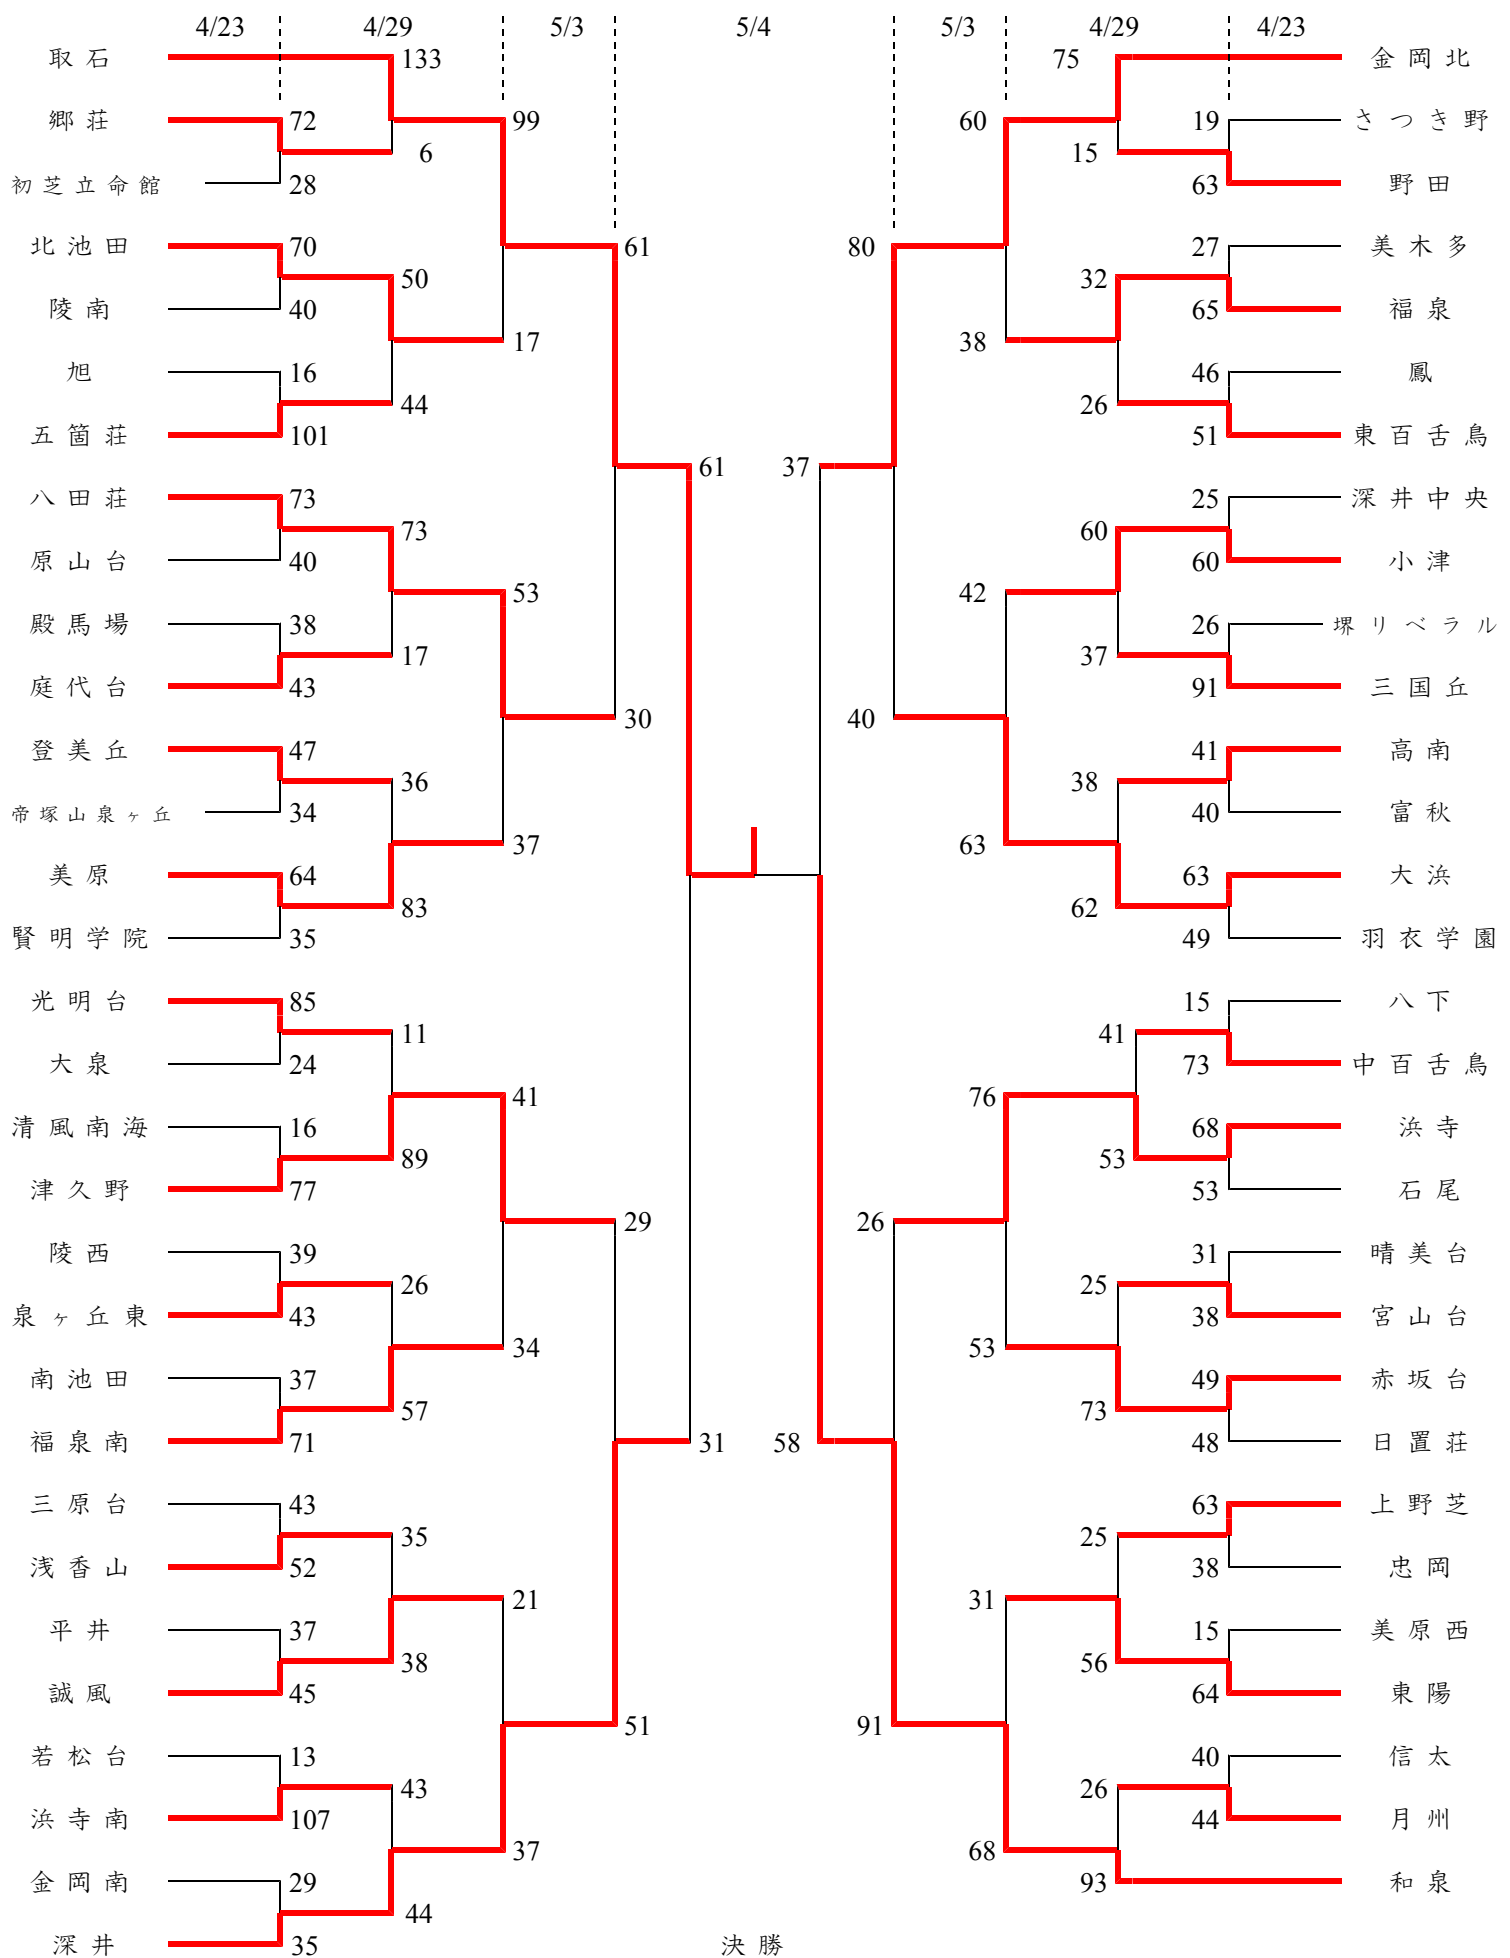 4/23 4/29 5/3 5/4 5/3 4/29 4/23
取石 133 75 金岡北
郷荘 72 99 60 19 さつき野
6 15
初芝立命館 28 63 野田
北池田 70 61 80 27 美木多
50 32
陵南 40 65 福泉
17 38
旭 16 46 鳳
44 26
五箇荘 101 51 東百舌鳥
61 37
八田荘 73 25 深井中央
73 60
原山台 40 60 小津
53 42
殿馬場 38 26 堺リベラル
17 37
庭代台 43 91 三国丘
30 40
登美丘 47 41 高南
36 38
帝塚山泉ヶ丘 34 40 富秋
37 63
美原 64 63 大浜
83 62
賢明学院 35 49 羽衣学園
光明台 85 15 八下
11 41
大泉 24 73 中百舌鳥
41 76
清風南海 16 68 浜寺
89 53
津久野 77 53 石尾
29 26
陵西 39 31 晴美台
26 25
泉ヶ丘東 43 38 宮山台
34 53
南池田 37 49 赤坂台
57 73
福泉南 71 31 58 48 日置荘
三原台 43 63 上野芝
35 25
浅香山 52 38 忠岡
21 31
平井 37 15 美原西
38 56
誠風 45 64 東陽
51 91
若松台 13 40 信太
43 26
浜寺南 107 44 月州
37 68
金岡南 29 93 和泉
44
深井 35 決勝